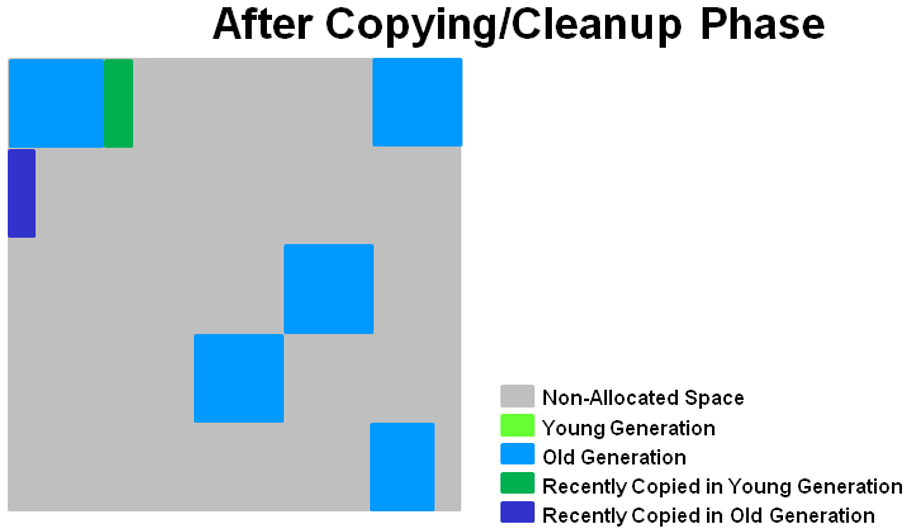 After Copying/Cleanup Phase
Non-Allocated Space
Young Generation
Old Generation
Recently Copied in Young Generation
Recently Copied in Old Generation